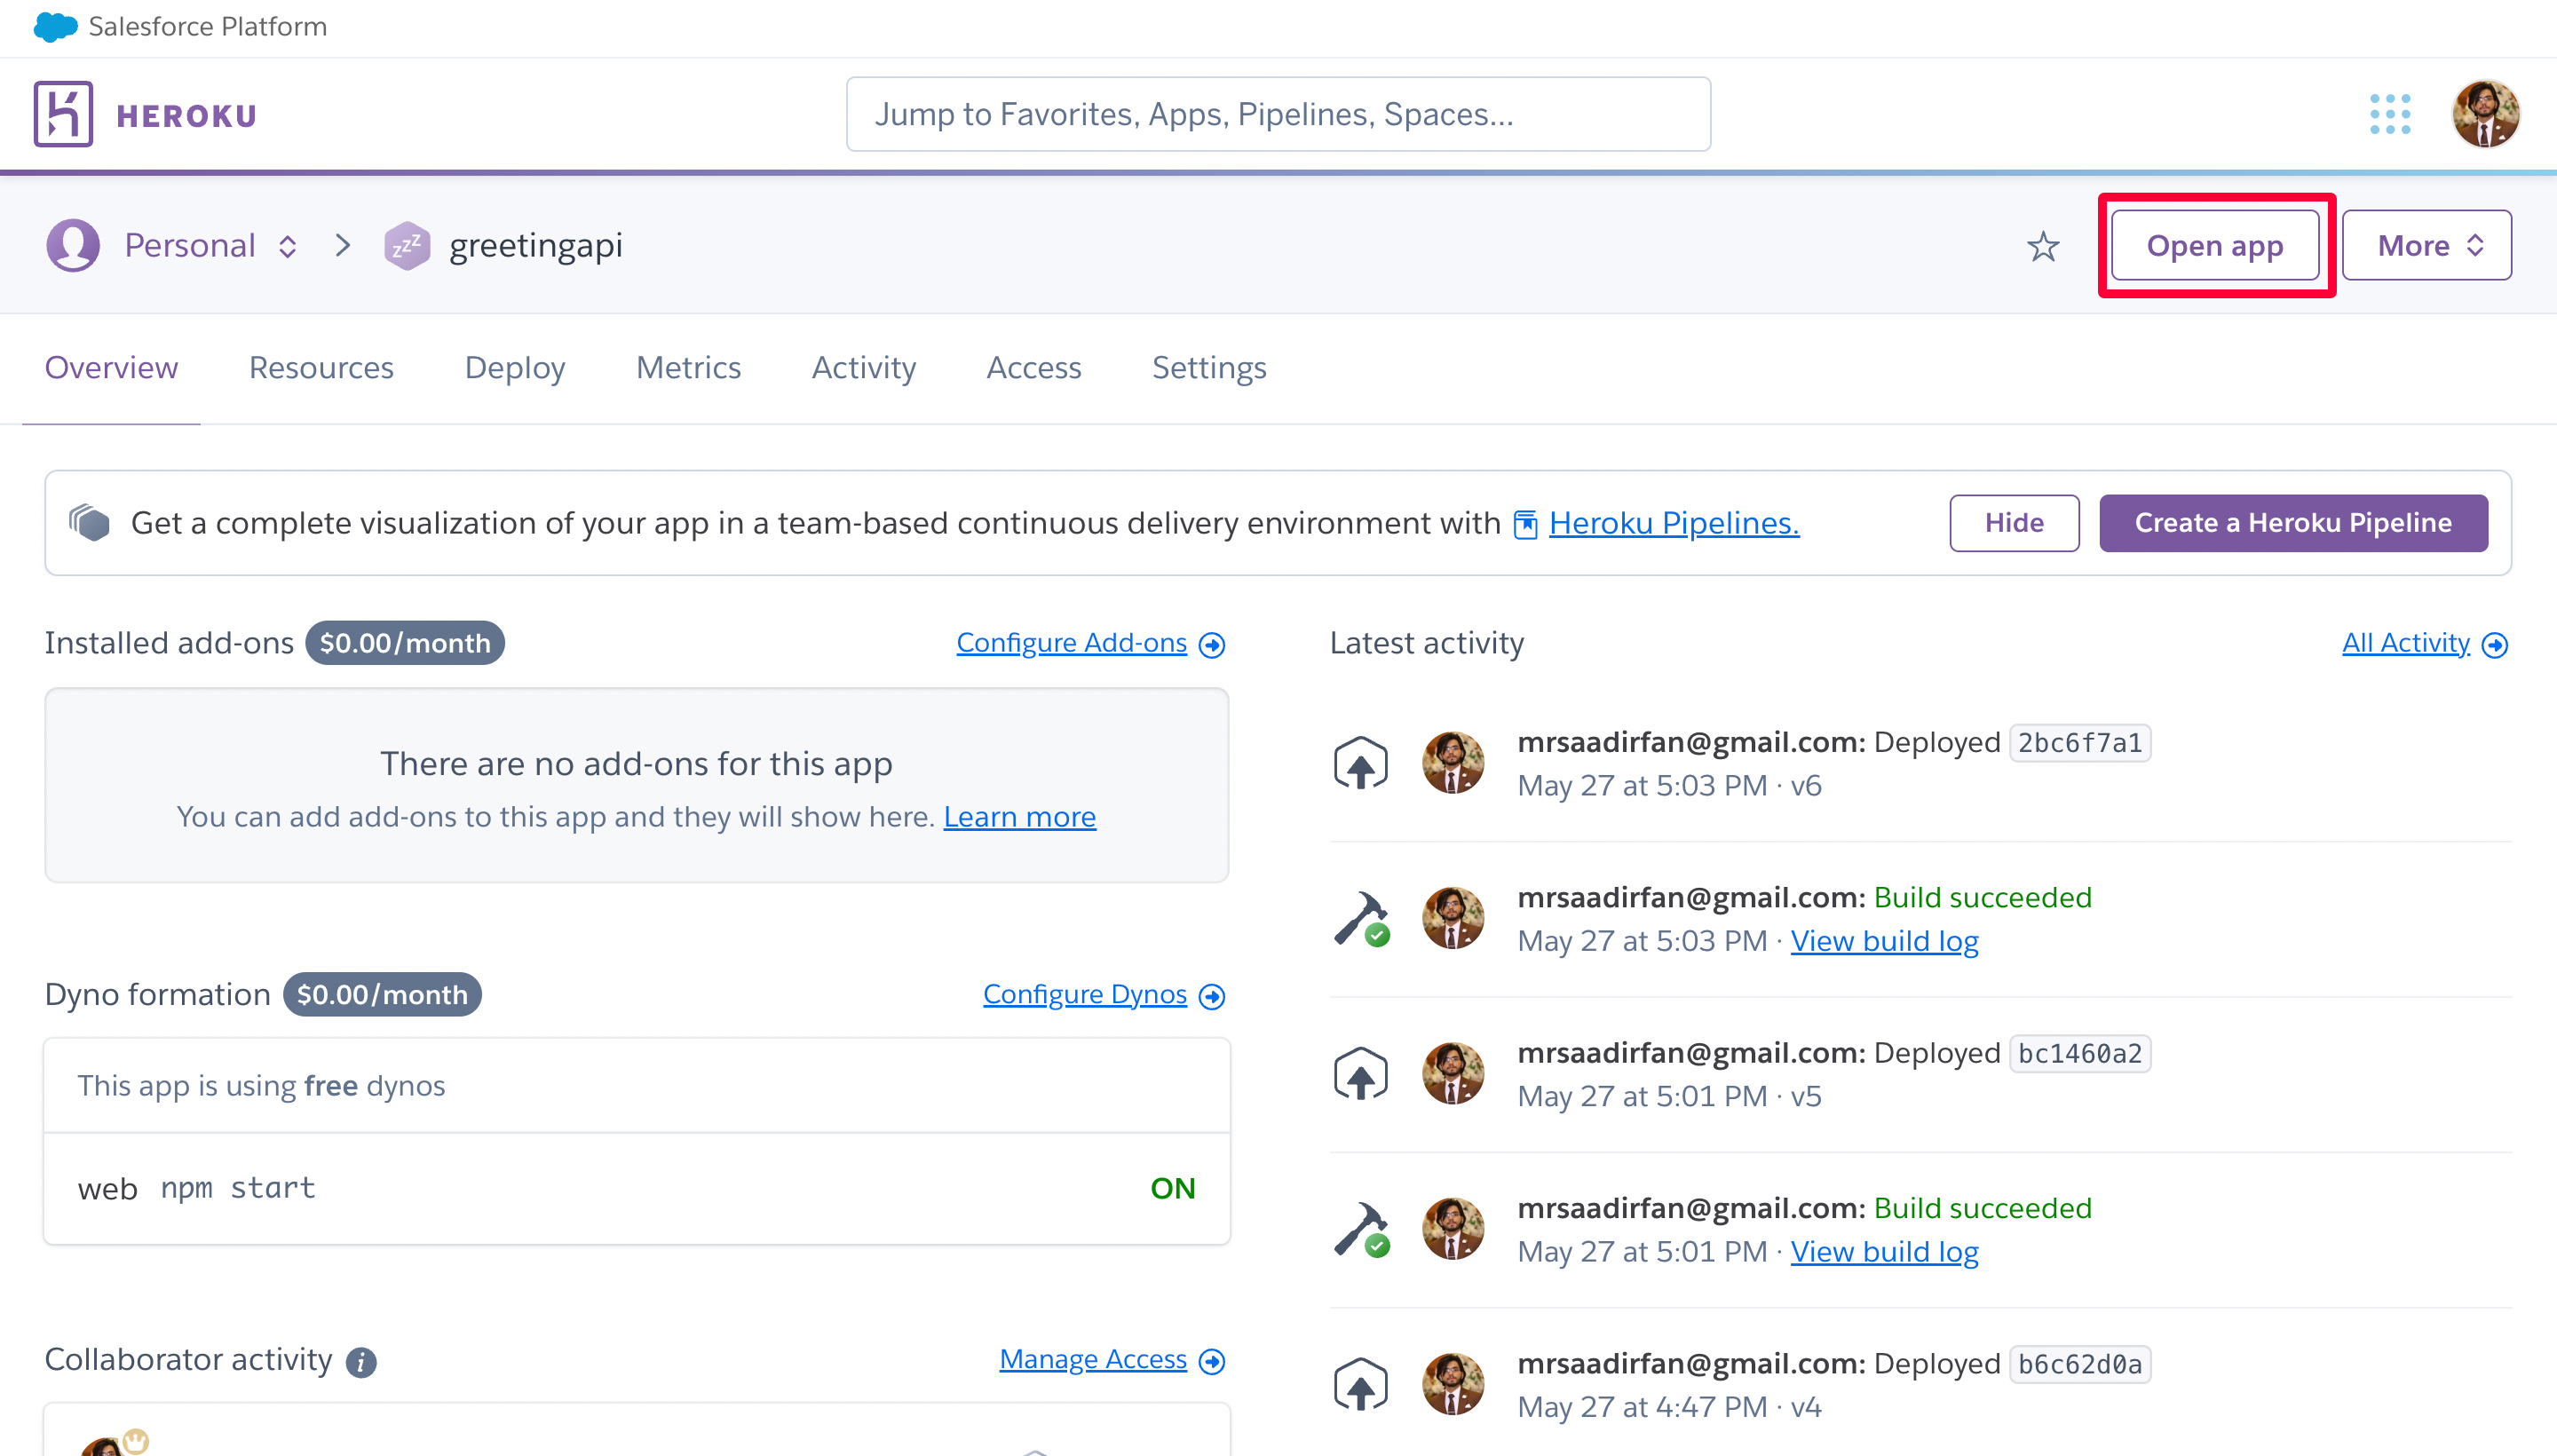 Salesforce Platform
HEROKU
Jump to Favorites, Apps, Pipelines, Spaces...
Personal
zzZ
greetingapi
Open app
More
Overview
Resources
Deploy
Metrics
Activity
Access
Settings
Get a complete visualization of your app in a team-based continuous delivery environment with Heroku Pipelines.
Hide
Create a Heroku Pipeline
Installed add-ons $0.00/month
Configure Add-ons
There are no add-ons for this app
You can add add-ons to this app and they will show here. Learn more
Dyno formation $0.00/month
Configure Dynos
This app is using free dynos
web npm start
ON
Collaborator activity i
Manage Access
Latest activity
All Activity
mrsaadirfan@gmail.com: Deployed 2bc6f7a1
May 27 at 5:03 PM · v6
mrsaadirfan@gmail.com: Build succeeded
May 27 at 5:03 PM · View build log
mrsaadirfan@gmail.com: Deployed bc1460a2
May 27 at 5:01 PM · v5
mrsaadirfan@gmail.com: Build succeeded
May 27 at 5:01 PM · View build log
mrsaadirfan@gmail.com: Deployed b6c62d0a
May 27 at 4:47 PM · v4